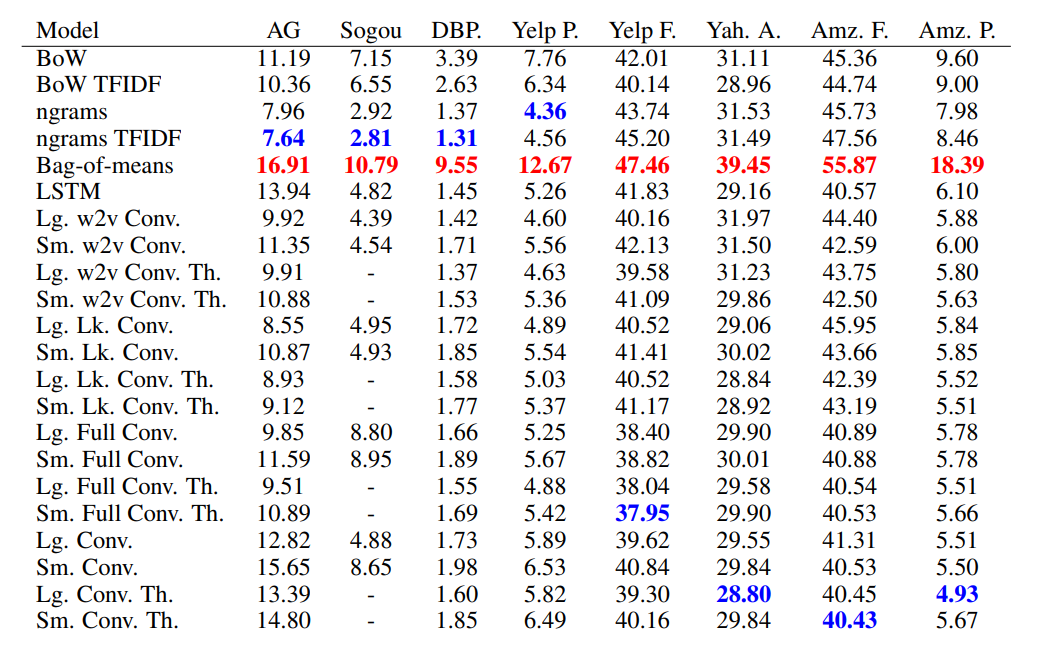 Model AG Sogou DBP. Yelp P. Yelp F. Yah. A. Amz. F. Amz. P.
BoW 11.19 7.15 3.39 7.76 42.01 31.11 45.36 9.60
BoW TFIDF 10.36 6.55 2.63 6.34 40.14 28.96 44.74 9.00
ngrams 7.96 2.92 1.37 4.36 43.74 31.53 45.73 7.98
ngrams TFIDF 7.64 2.81 1.31 4.56 45.20 31.49 47.56 8.46
Bag-of-means 16.91 10.79 9.55 12.67 47.46 39.45 55.87 18.39
LSTM 13.94 4.82 1.45 5.26 41.83 29.16 40.57 6.10
Lg. w2v Conv. 9.92 4.39 1.42 4.60 40.16 31.97 44.40 5.88
Sm. w2v Conv. 11.35 4.54 1.71 5.56 42.13 31.50 42.59 6.00
Lg. w2v Conv. Th. 9.91 - 1.37 4.63 39.58 31.23 43.75 5.80
Sm. w2v Conv. Th. 10.88 - 1.53 5.36 41.09 29.86 42.50 5.63
Lg. Lk. Conv. 8.55 4.95 1.72 4.89 40.52 29.06 45.95 5.84
Sm. Lk. Conv. 10.87 4.93 1.85 5.54 41.41 30.02 43.66 5.85
Lg. Lk. Conv. Th. 8.93 - 1.58 5.03 40.52 28.84 42.39 5.52
Sm. Lk. Conv. Th. 9.12 - 1.77 5.37 41.17 28.92 43.19 5.51
Lg. Full Conv. 9.85 8.80 1.66 5.25 38.40 29.90 40.89 5.78
Sm. Full Conv. 11.59 8.95 1.89 5.67 38.82 30.01 40.88 5.78
Lg. Full Conv. Th. 9.51 - 1.55 4.88 38.04 29.58 40.54 5.51
Sm. Full Conv. Th. 10.89 - 1.69 5.42 37.95 29.90 40.53 5.66
Lg. Conv. 12.82 4.88 1.73 5.89 39.62 29.55 41.31 5.51
Sm. Conv. 15.65 8.65 1.98 6.53 40.84 29.84 40.53 5.50
Lg. Conv. Th. 13.39 - 1.60 5.82 39.30 28.80 40.45 4.93
Sm. Conv. Th. 14.80 - 1.85 6.49 40.16 29.84 40.43 5.67